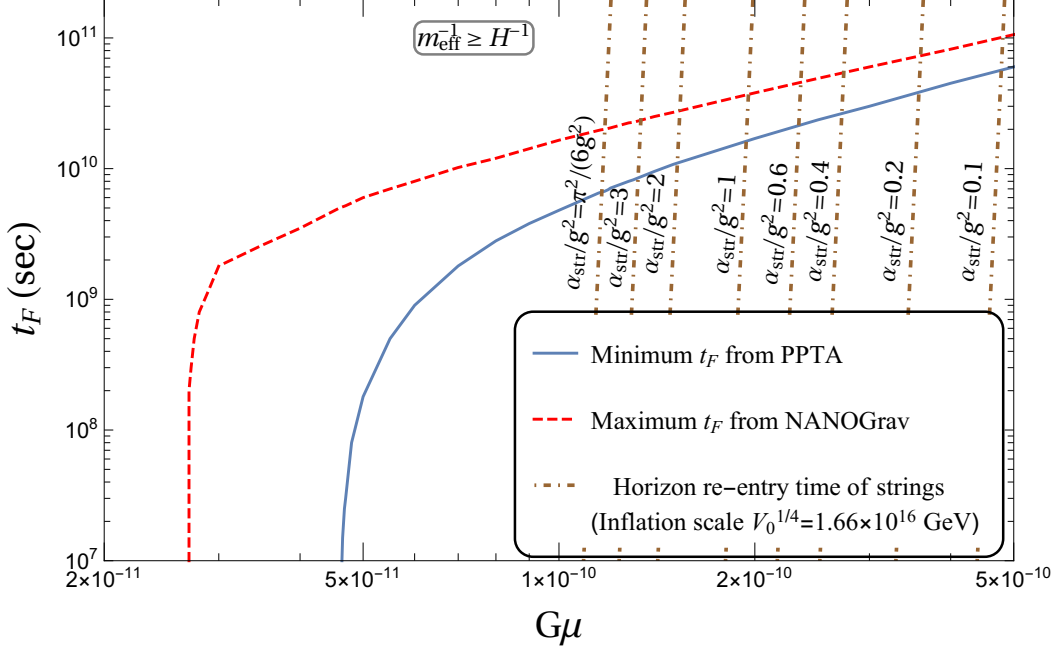 m_eff^-1 ≥ H^-1
t_F (sec)
10^11
10^10
10^9
10^8
10^7
α_str/g^2=π^2/(6g^2)
α_str/g^2=3
α_str/g^2=2
α_str/g^2=1
α_str/g^2=0.6
α_str/g^2=0.4
α_str/g^2=0.2
α_str/g^2=0.1
Minimum t_F from PPTA
Maximum t_F from NANOGrav
Horizon re-entry time of strings
(Inflation scale V_0^1/4=1.66×10^16 GeV)
2×10^-11
5×10^-11
1×10^-10
2×10^-10
5×10^-10
Gμ